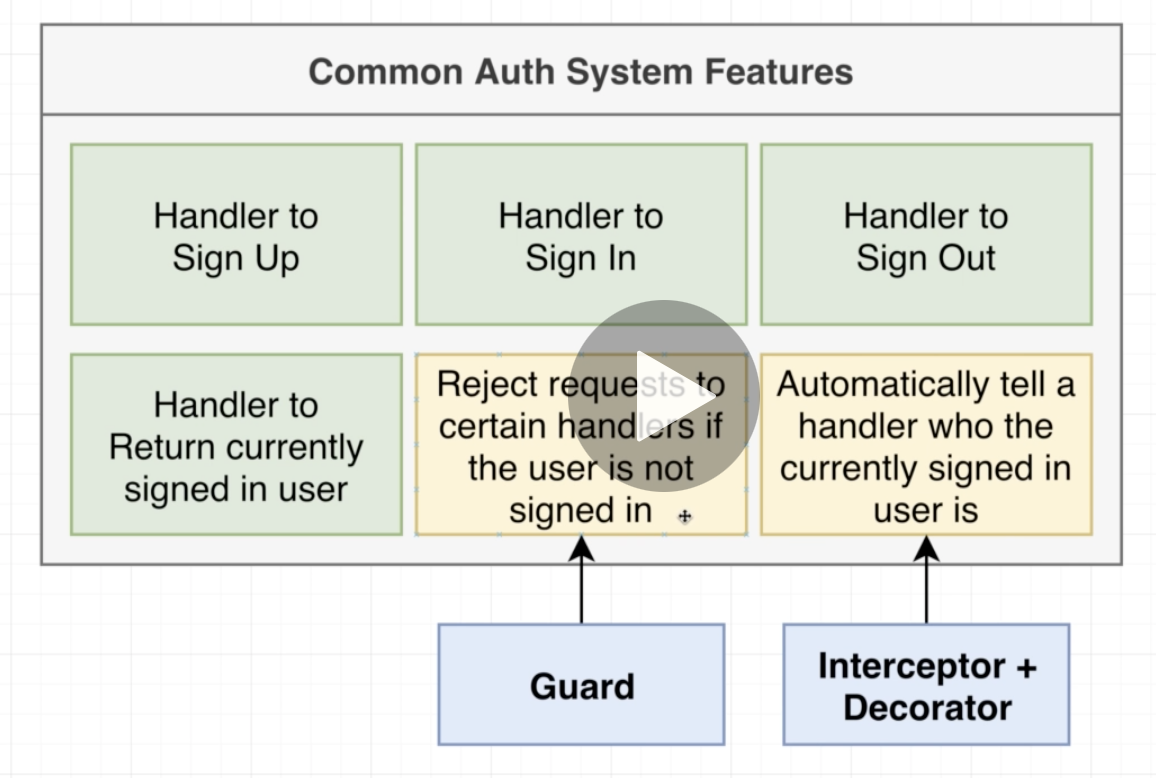 Common Auth System Features
Handler to
Sign Up
Handler to
Sign In
Handler to
Sign Out
Handler to
Return currently
signed in user
Reject requests to
certain handlers if
the user is not
signed in
Automatically tell a
handler who the
currently signed in
user is
Guard
Interceptor +
Decorator